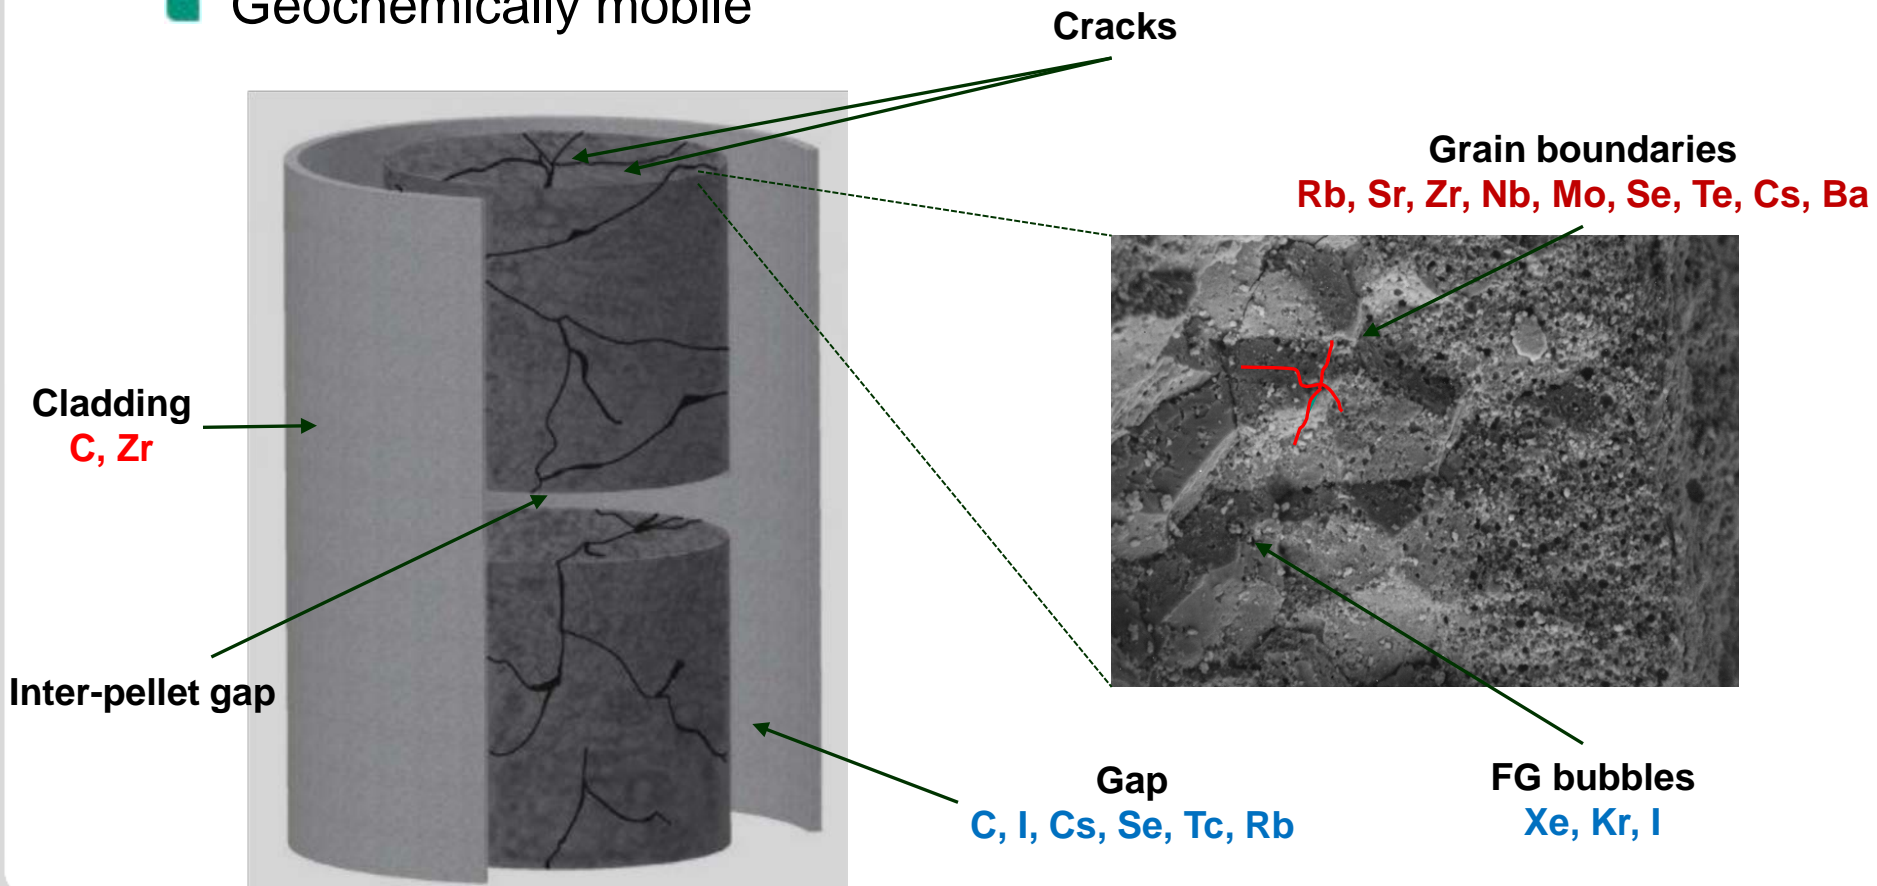 Geochemically mobile
Cracks
Grain boundaries
Rb, Sr, Zr, Nb, Mo, Se, Te, Cs, Ba
Cladding
C, Zr
Inter-pellet gap
Gap
C, I, Cs, Se, Tc, Rb
FG bubbles
Xe, Kr, I